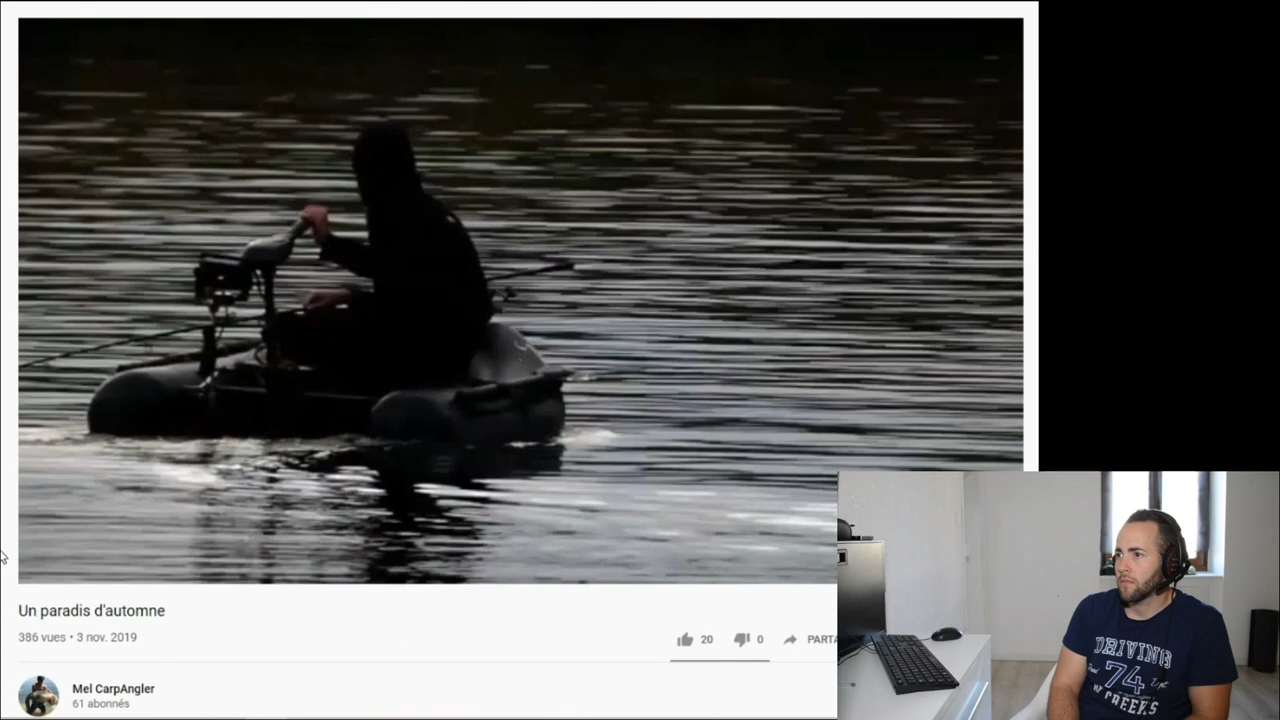 Un paradis d'automne
386 vues • 3 nov. 2019
20
0
PARTA
Mel CarpAngler
61 abonnés
DRIVING
74
CREEKS